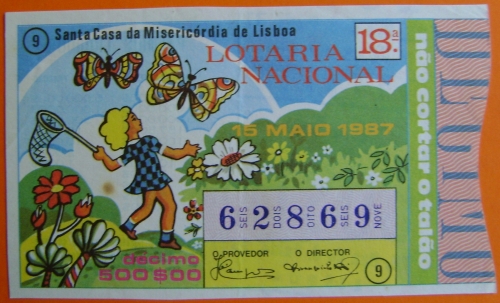 9 Santa Casa da Misericórdia de Lisboa
LOTARIA 18.ª
NACIONAL
15 MAIO 1987
6 SEIS 2 DOIS 8 OITO 6 SEIS 9 NOVE
décimo
500$00
O PROVEDOR O DIRECTOR
9
não cortar o talão
DÉCIMO